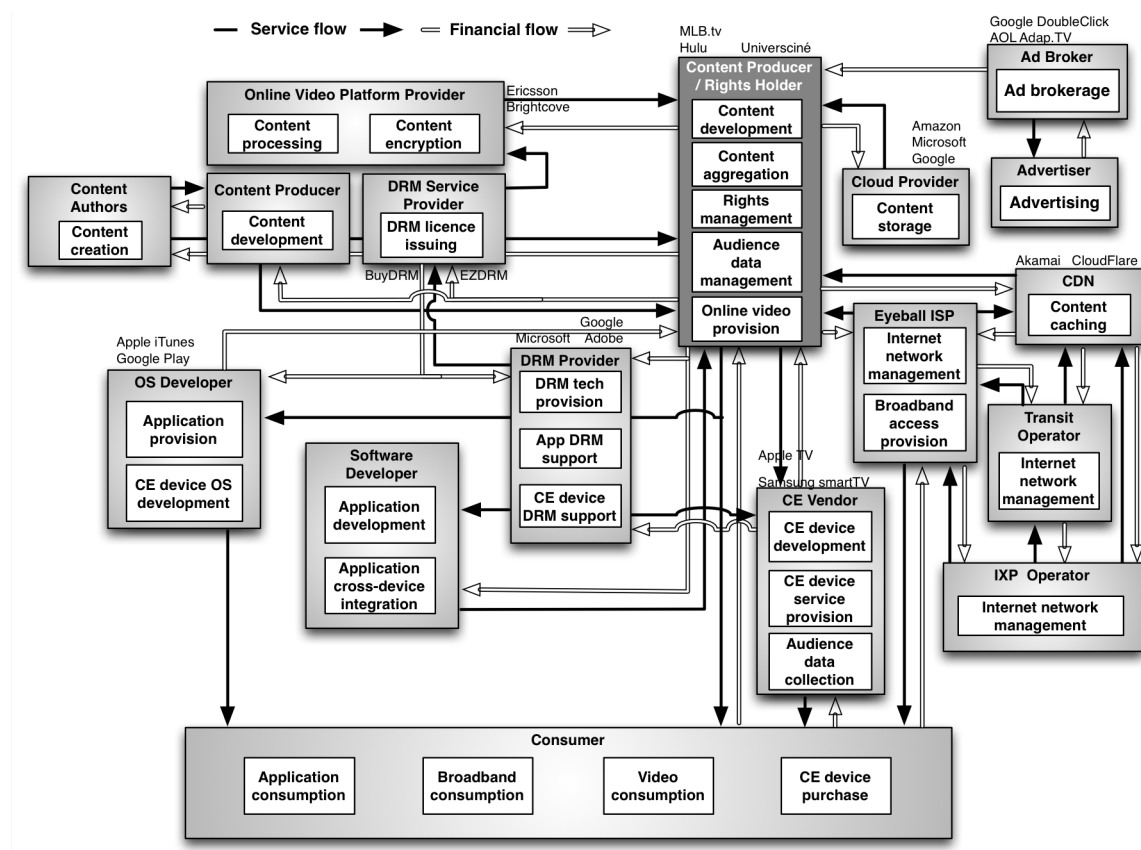 Service flow
Financial flow
MLB.tv
Hulu
Universciné
Content Producer
/ Rights Holder
Content
development
Content
aggregation
Rights
management
Audience
data
management
Online video
provision
Google DoubleClick
AOL Adap.TV
Ad Broker
Ad brokerage
Advertiser
Advertising
Online Video Platform Provider
Content
processing
Content
encryption
Ericsson
Brightcove
Amazon
Microsoft
Google
Cloud Provider
Content
storage
Content
Authors
Content
creation
Content Producer
Content
development
DRM Service
Provider
DRM licence
issuing
BuyDRM
EZDRM
Akamai
CloudFlare
CDN
Content
caching
Eyeball ISP
Internet
network
management
Broadband
access
provision
Transit
Operator
Internet
network
management
IXP Operator
Internet network
management
Apple iTunes
Google Play
OS Developer
Application
provision
CE device OS
development
Google
Microsoft
Adobe
DRM Provider
DRM tech
provision
App DRM
support
CE device
DRM support
Software
Developer
Application
development
Application
cross-device
integration
Apple TV
Samsung smartTV
CE Vendor
CE device
development
CE device
service
provision
Audience
data
collection
Consumer
Application
consumption
Broadband
consumption
Video
consumption
CE device
purchase